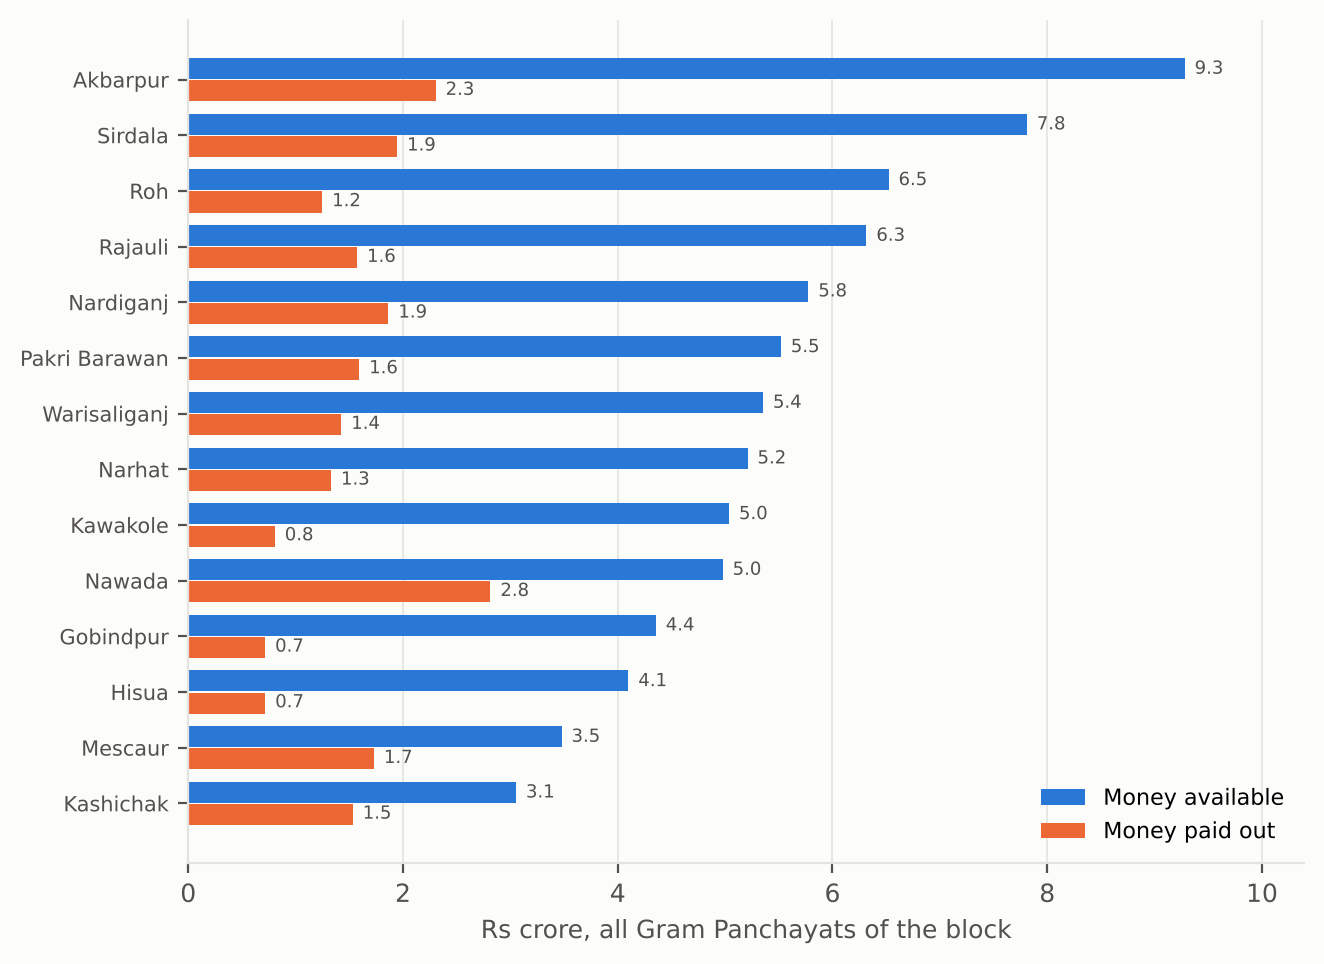 Akbarpur 9.3
2.3
Sirdala 7.8
1.9
Roh 6.5
1.2
Rajauli 6.3
1.6
Nardiganj 5.8
1.9
Pakri Barawan 5.5
1.6
Warisaliganj 5.4
1.4
Narhat 5.2
1.3
Kawakole 5.0
0.8
Nawada 5.0
2.8
Gobindpur 4.4
0.7
Hisua 4.1
0.7
Mescaur 3.5
1.7
Kashichak 3.1
1.5
Money available
Money paid out
0 2 4 6 8 10
Rs crore, all Gram Panchayats of the block